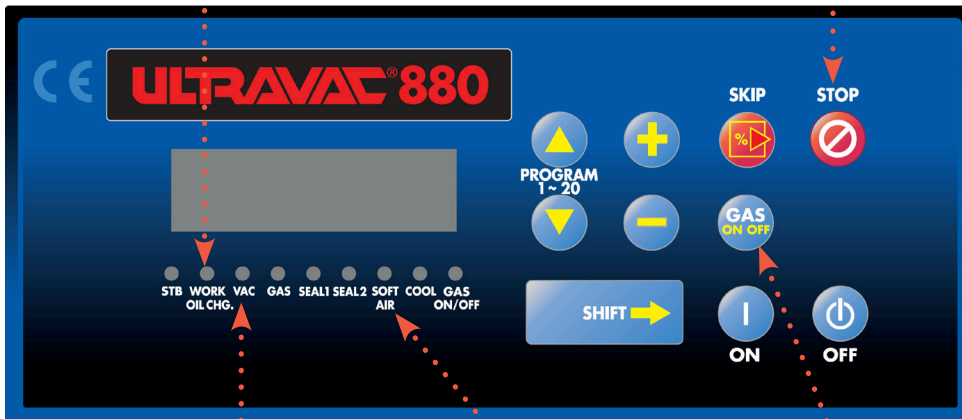 CE
ULTRAVAC® 880
SKIP STOP
%
PROGRAM
1 ~ 20
GAS
ON OFF
STB WORK VAC GAS SEAL1 SEAL2 SOFT COOL GAS
OIL CHG. AIR ON/OFF
SHIFT
ON OFF